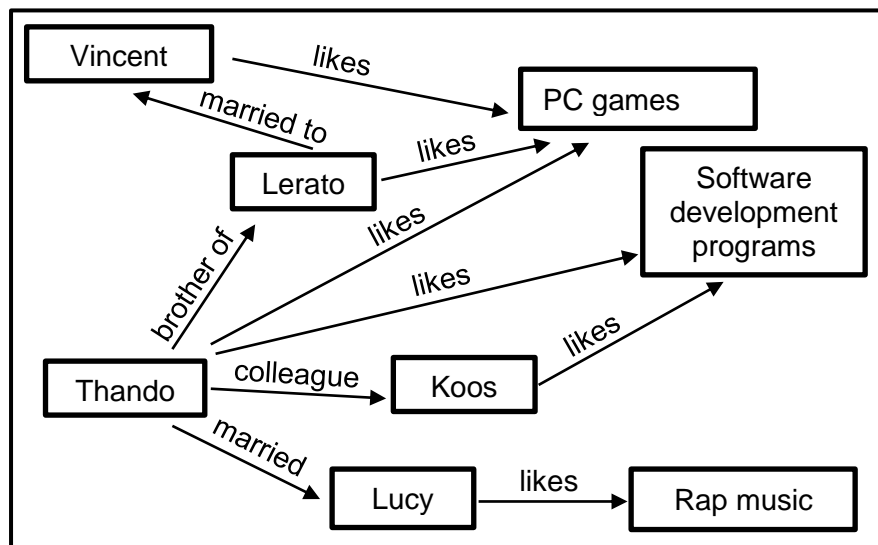 Vincent
likes
PC games
married to
likes
Lerato
Software
development
programs
likes
brother of
likes
likes
Thando
colleague
Koos
married
Lucy
likes
Rap music